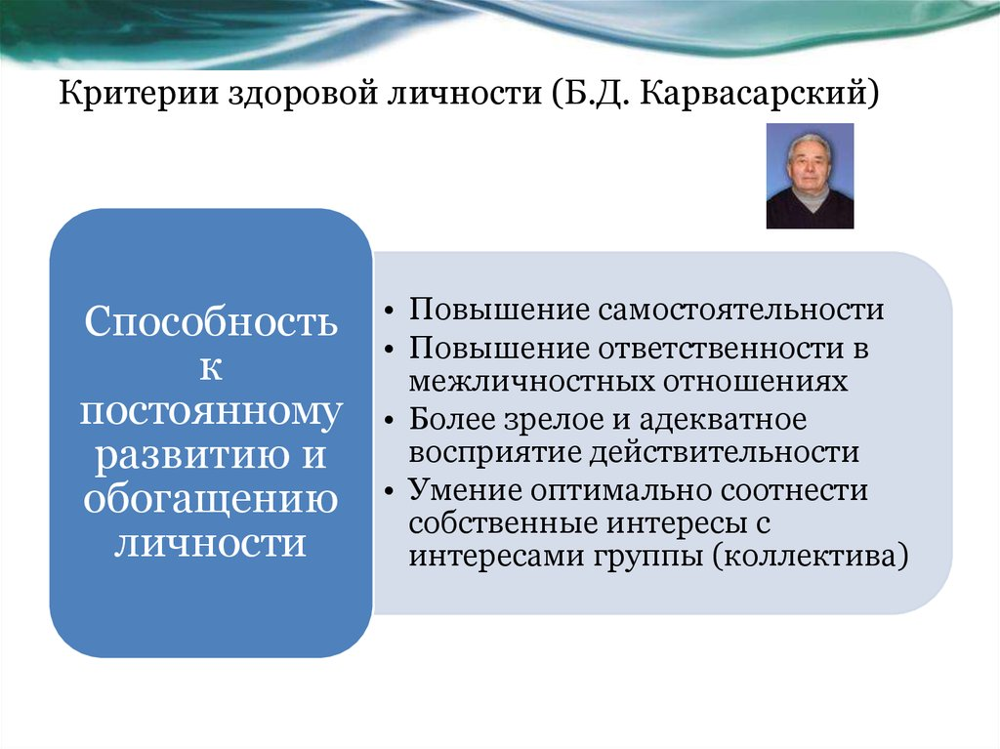 Критерии здоровой личности (Б.Д. Карвасарский)
Способность
к
постоянному
развитию и
обогащению
личности
• Повышение самостоятельности
• Повышение ответственности в
межличностных отношениях
• Более зрелое и адекватное
восприятие действительности
• Умение оптимально соотнести
собственные интересы с
интересами группы (коллектива)